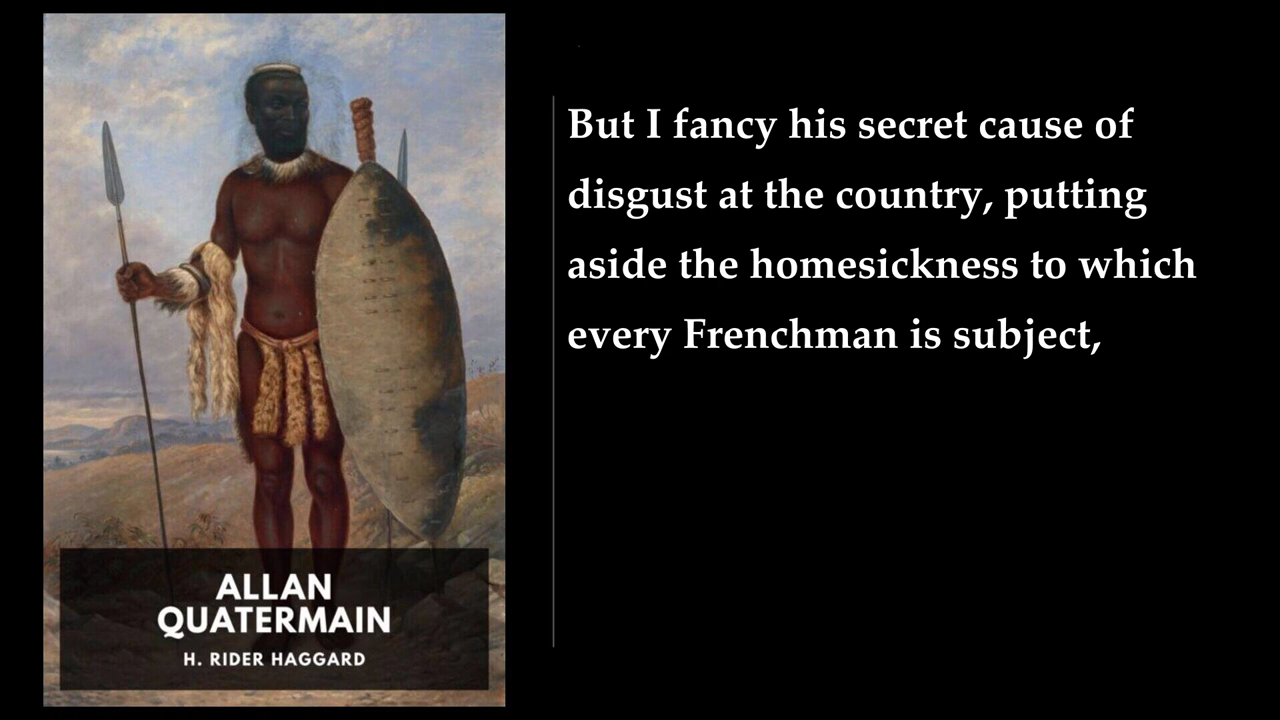 But I fancy his secret cause of
disgust at the country, putting
aside the homesickness to which
every Frenchman is subject,
ALLAN
QUATERMAIN
H. RIDER HAGGARD